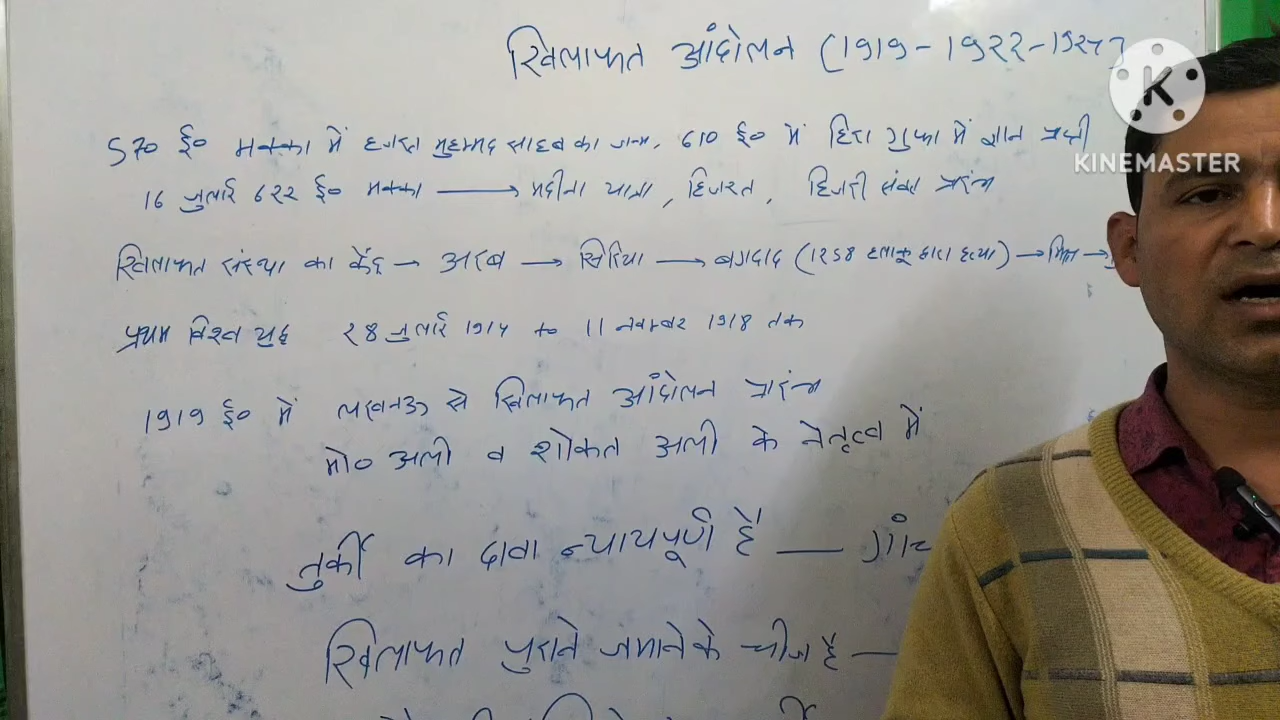 खिलाफत आंदोलन (1919 - 1922 - 1924)
570 ई० मक्का में हजरत मुहम्मद साहब का जन्म, 610 ई० में हिरा गुफा में ज्ञान प्राप्ती
16 जुलाई 622 ई० मक्का → मदीना यात्रा, हिजरत, हिजरी संवत प्रारंभ
खिलाफत संस्था का केंद्र → अरब → सिरिया → बगदाद (1258 हलाकू द्वारा हत्या) → मिस्र →
प्रथम विश्व युद्ध 28 जुलाई 1914 to 11 नवम्बर 1918 तक
1919 ई० में लखनऊ से खिलाफत आंदोलन प्रारंभ
मो० अली व शौकत अली के नेतृत्व में
तुर्की का दावा न्यायपूर्ण है —
खिलाफत पुराने जमाने के चीज है —
K
KINEMASTER